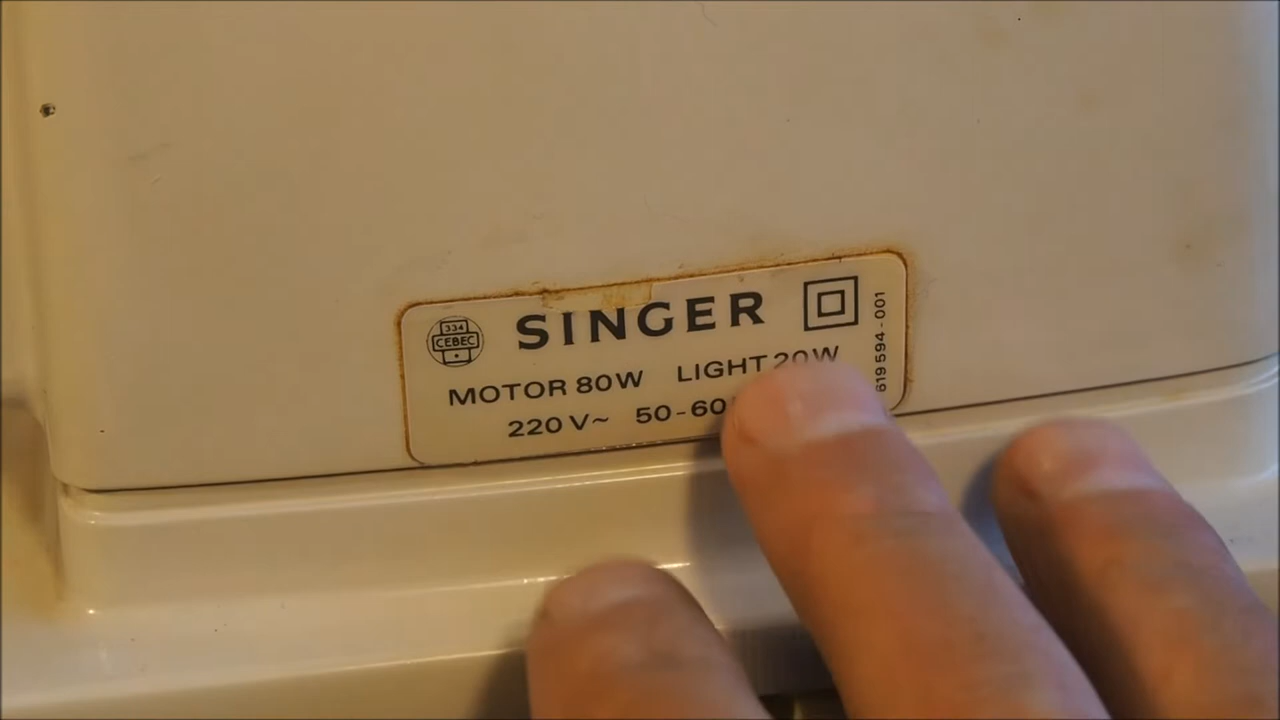 334
CEBEC
SINGER
MOTOR 80W LIGHT 20W
220 V~ 50-60
619 594-001